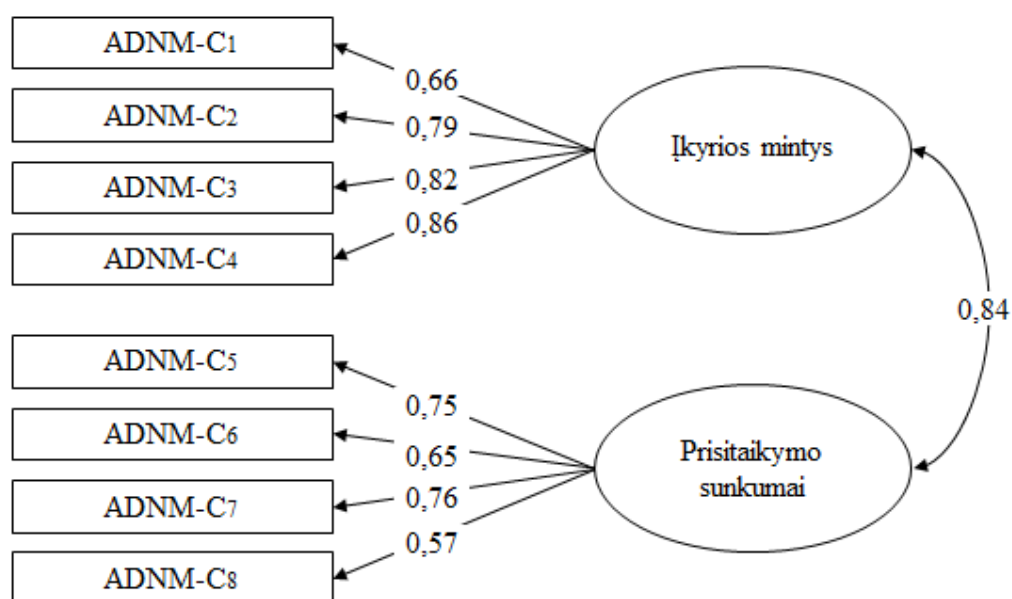 ADNM-C1
0,66
ADNM-C2
0,79
Įkyrios mintys
ADNM-C3
0,82
ADNM-C4
0,86
0,84
ADNM-C5
0,75
ADNM-C6
0,65
Prisitaikymo
sunkumai
ADNM-C7
0,76
ADNM-C8
0,57